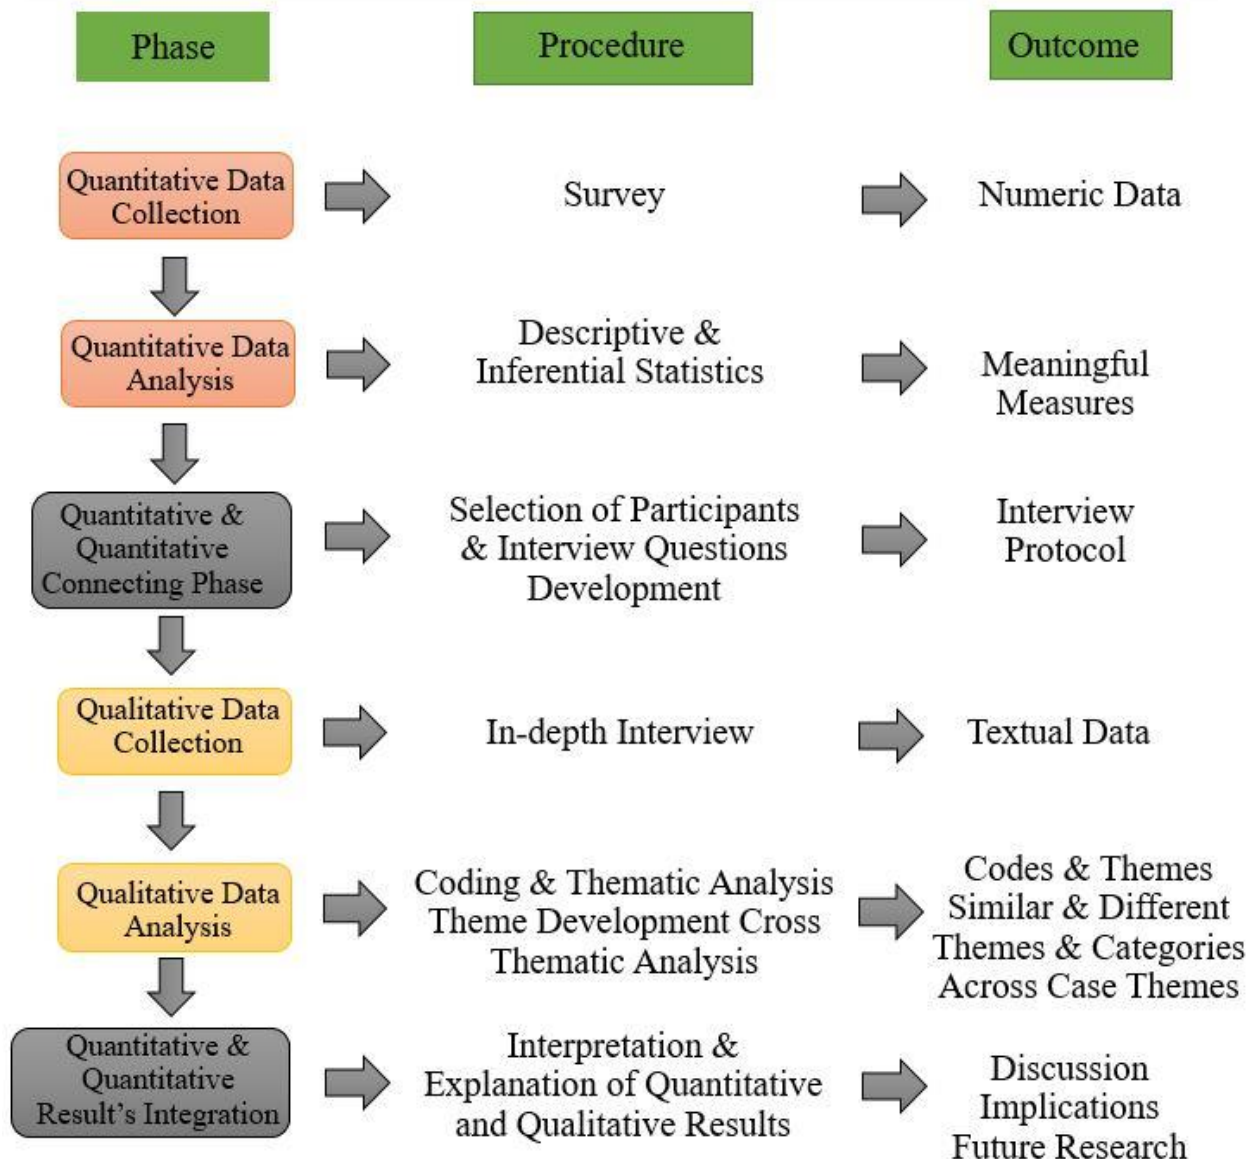 Phase
Procedure
Outcome
Quantitative Data
Collection
Survey
Numeric Data
Quantitative Data
Analysis
Descriptive &
Inferential Statistics
Meaningful
Measures
Quantitative &
Quantitative
Connecting Phase
Selection of Participants
& Interview Questions
Development
Interview
Protocol
Qualitative Data
Collection
In-depth Interview
Textual Data
Qualitative Data
Analysis
Coding & Thematic Analysis
Theme Development Cross
Thematic Analysis
Codes & Themes
Similar & Different
Themes & Categories
Across Case Themes
Quantitative &
Quantitative
Result's Integration
Interpretation &
Explanation of Quantitative
and Qualitative Results
Discussion
Implications
Future Research